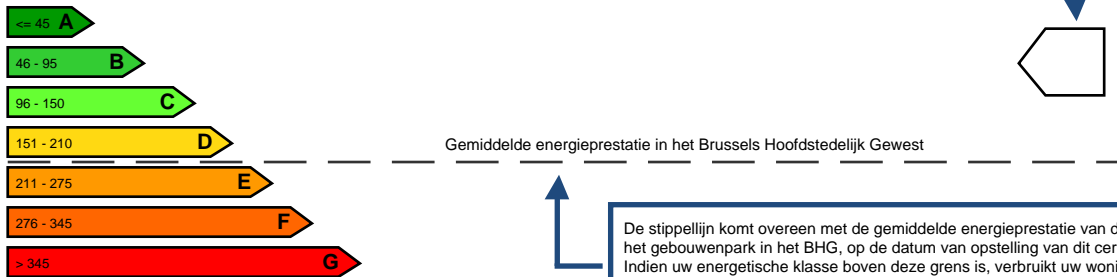 <= 45 A
46 - 95 B
96 - 150 C
151 - 210 D
Gemiddelde energieprestatie in het Brussels Hoofdstedelijk Gewest
211 - 275 E
276 - 345 F
> 345 G
De stippellijn komt overeen met de gemiddelde energieprestatie van
het gebouwenpark in het BHG, op de datum van opstelling van dit
Indien uw energetische klasse boven deze grens is, verbruikt uw